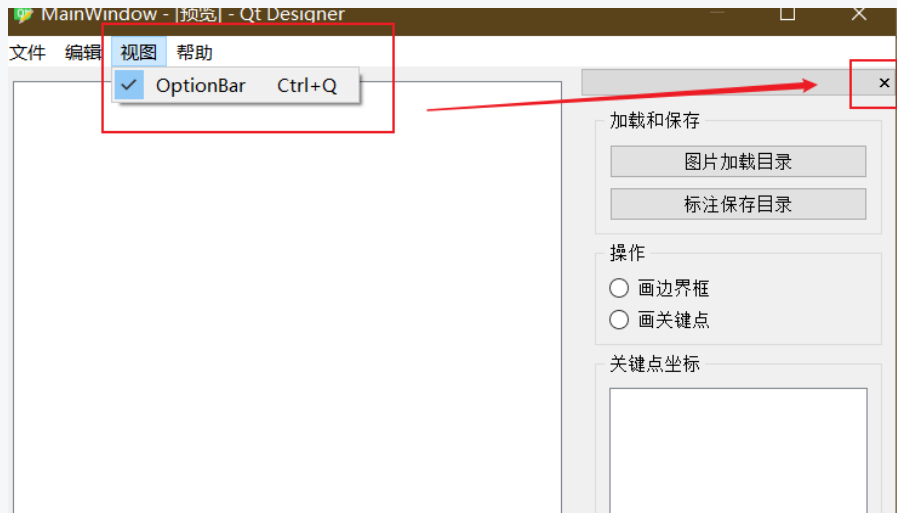 MainWindow - [预览] - Qt Designer
文件 编辑 视图 帮助
OptionBar Ctrl+Q
加载和保存
图片加载目录
标注保存目录
操作
画边界框
画关键点
关键点坐标